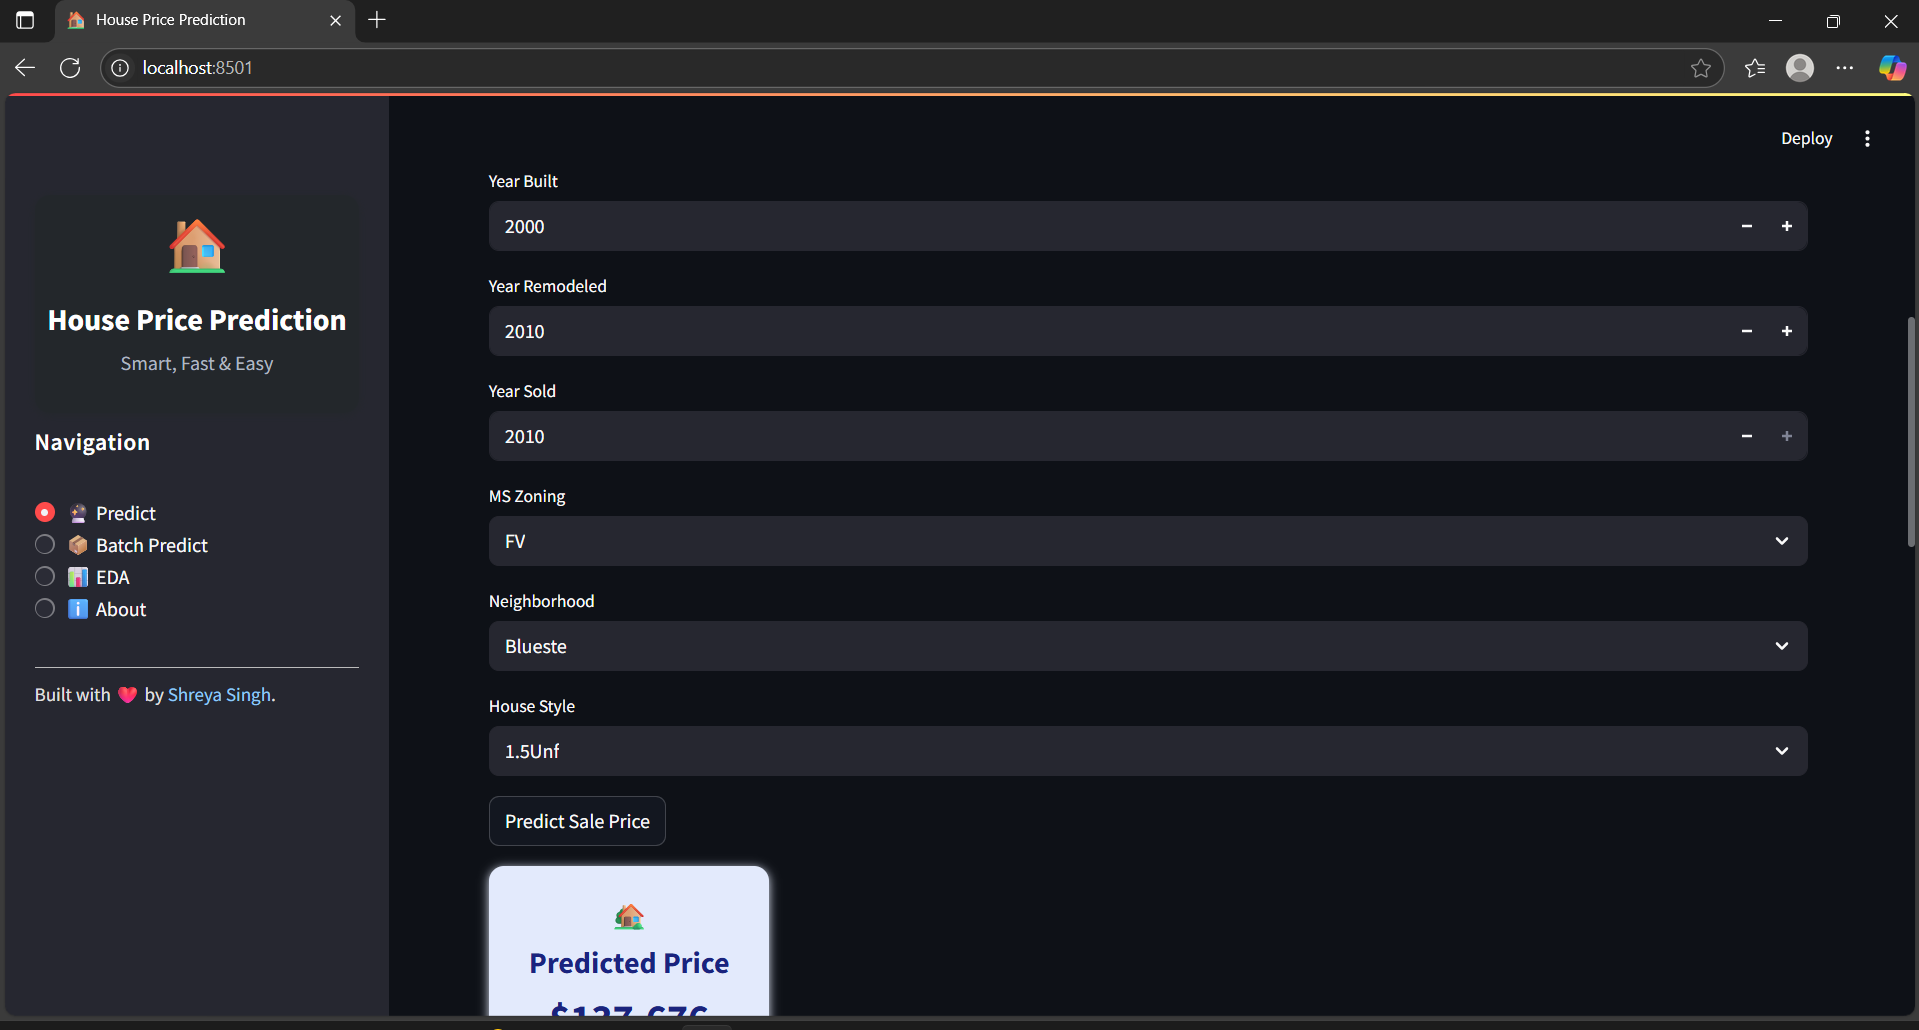 House Price Prediction
localhost:8501
Deploy
House Price Prediction
Smart, Fast & Easy
Navigation
Predict
Batch Predict
EDA
About
Built with ❤️ by Shreya Singh.
Year Built
2000
Year Remodeled
2010
Year Sold
2010
MS Zoning
FV
Neighborhood
Blueste
House Style
1.5Unf
Predict Sale Price
Predicted Price